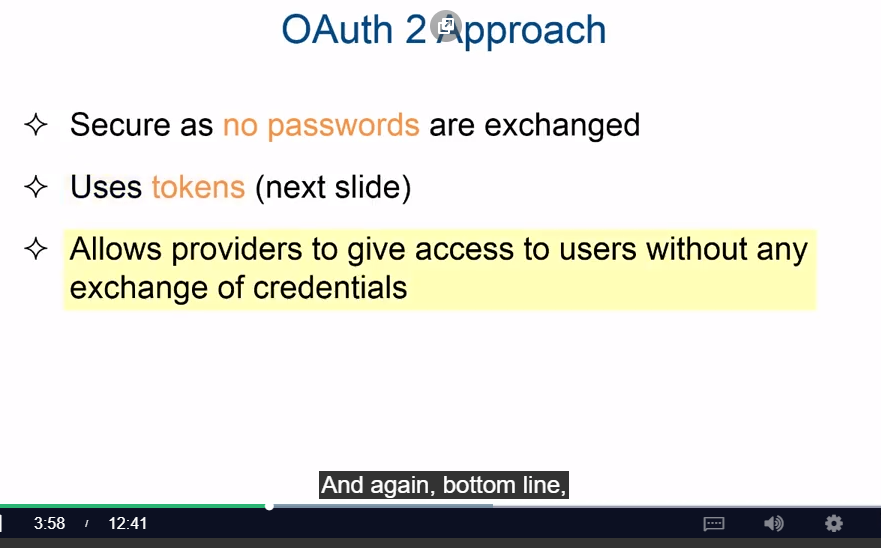 OAuth 2 Approach
Secure as no passwords are exchanged
Uses tokens (next slide)
Allows providers to give access to users without any
exchange of credentials
And again, bottom line,
3:58 / 12:41